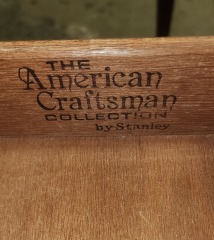 THE
American
Craftsman
COLLECTION
by Stanley